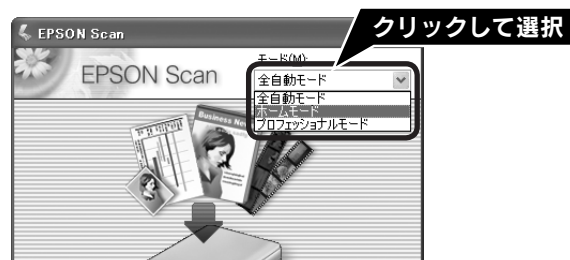 クリックして選択
EPSON Scan
モード(M):
EPSON Scan
全自動モード
全自動モード
ホームモード
プロフェッショナルモード
Business Ne